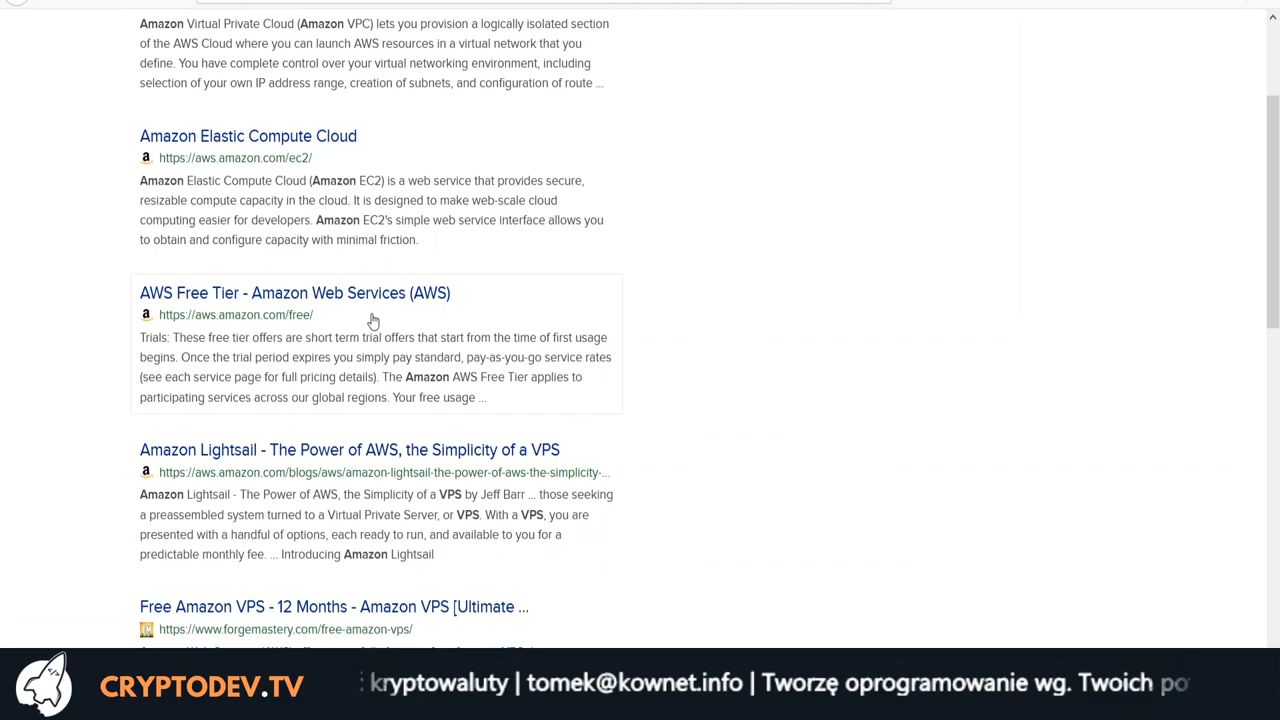 Amazon Virtual Private Cloud (Amazon VPC) lets you provision a logically isolated section
of the AWS Cloud where you can launch AWS resources in a virtual network that you
define. You have complete control over your virtual networking environment, including
selection of your own IP address range, creation of subnets, and configuration of route ...
Amazon Elastic Compute Cloud
https://aws.amazon.com/ec2/
Amazon Elastic Compute Cloud (Amazon EC2) is a web service that provides secure,
resizable compute capacity in the cloud. It is designed to make web-scale cloud
computing easier for developers. Amazon EC2's simple web service interface allows you
to obtain and configure capacity with minimal friction.
AWS Free Tier - Amazon Web Services (AWS)
https://aws.amazon.com/free/
Trials: These free tier offers are short term trial offers that start from the time of first usage
begins. Once the trial period expires you simply pay standard, pay-as-you-go service rates
(see each service page for full pricing details). The Amazon AWS Free Tier applies to
participating services across our global regions. Your free usage ...
Amazon Lightsail - The Power of AWS, the Simplicity of a VPS
https://aws.amazon.com/blogs/aws/amazon-lightsail-the-power-of-aws-the-simplicity-...
Amazon Lightsail - The Power of AWS, the Simplicity of a VPS by Jeff Barr ... those seeking
a preassembled system turned to a Virtual Private Server, or VPS. With a VPS, you are
presented with a handful of options, each ready to run, and available to you for a
predictable monthly fee. ... Introducing Amazon Lightsail
Free Amazon VPS - 12 Months - Amazon VPS [Ultimate ...
https://www.forgemastery.com/free-amazon-vps/
CRYPTODEV.TV
kryptowaluty | tomek@kownet.info | Tworzę oprogramowanie wg. Twoich